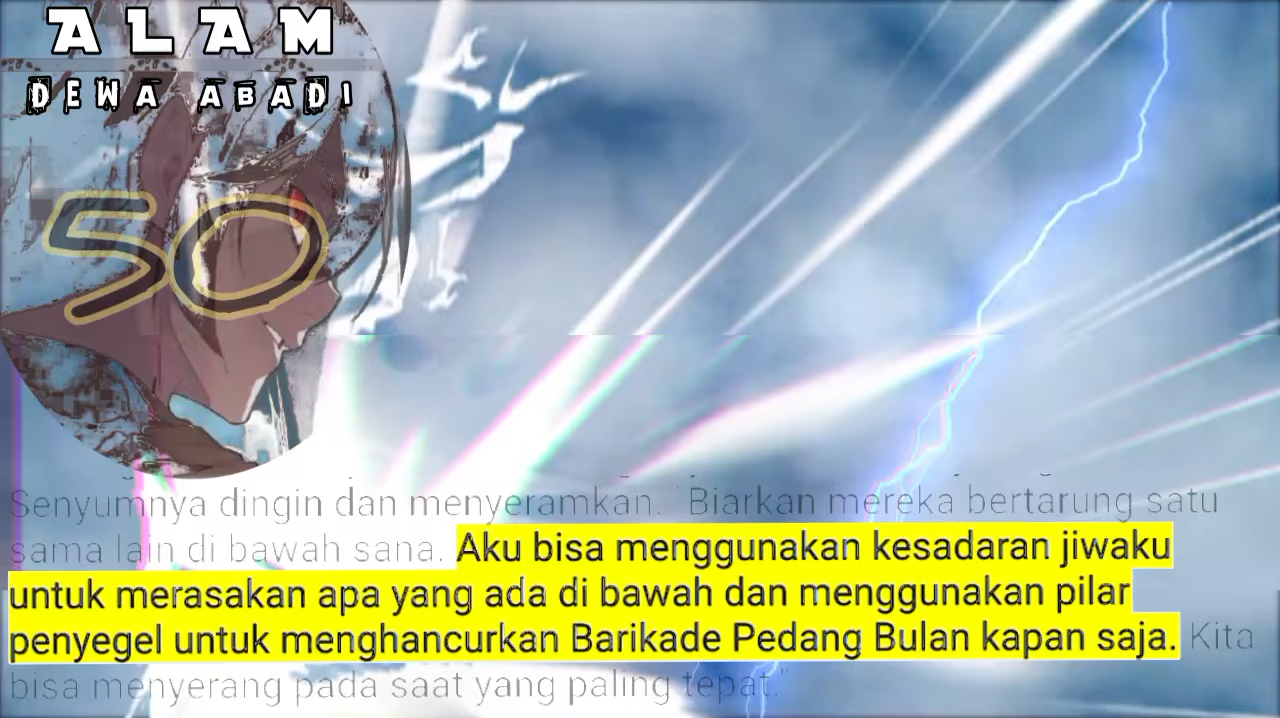 ALAM
DEWA ABADI
50
Senyumnya dingin dan menyeramkan. "Biarkan mereka bertarung satu
sama lain di bawah sana. Aku bisa menggunakan kesadaran jiwaku
untuk merasakan apa yang ada di bawah dan menggunakan pilar
penyegel untuk menghancurkan Barikade Pedang Bulan kapan saja. Kita
bisa menyerang pada saat yang paling tepat."